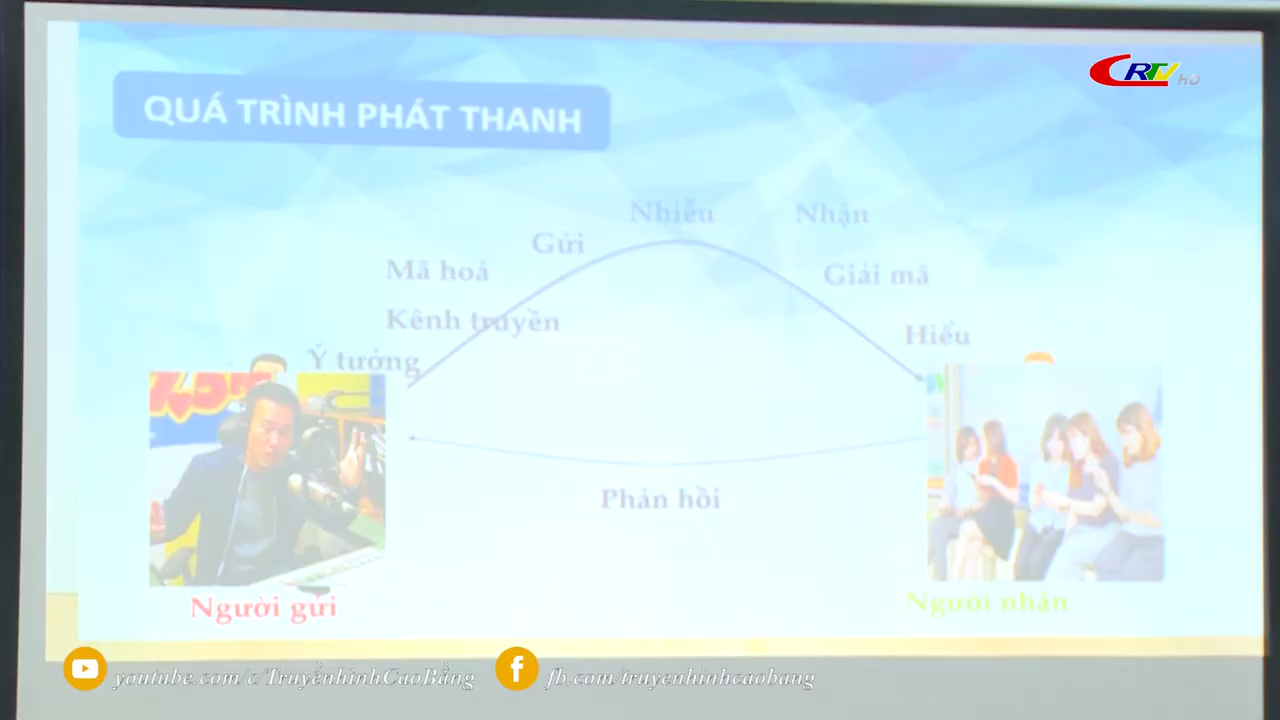 CRTV HD
QUÁ TRÌNH PHÁT THANH
Nhiễu
Nhận
Gửi
Mã hoá
Giải mã
Kênh truyền
Hiểu
Ý tưởng
Phản hồi
Người gửi
Người nhận
youtube.com/c/TruyềnhìnhCaoBằng
fb.com/truyenhinhcaobang